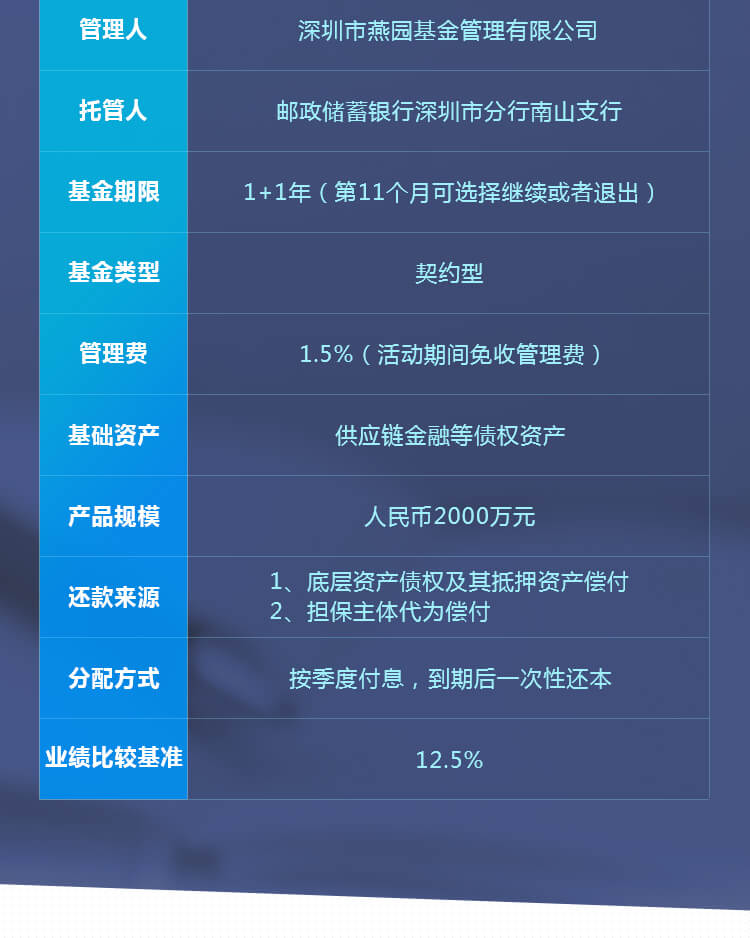 管理人
深圳市燕园基金管理有限公司
托管人
邮政储蓄银行深圳市分行南山支行
基金期限
1+1年（第11个月可选择继续或者退出）
基金类型
契约型
管理费
1.5%（活动期间免收管理费）
基础资产
供应链金融等债权资产
产品规模
人民币2000万元
还款来源
1、底层资产债权及其抵押资产偿付
2、担保主体代为偿付
分配方式
按季度付息，到期后一次性还本
业绩比较基准
12.5%